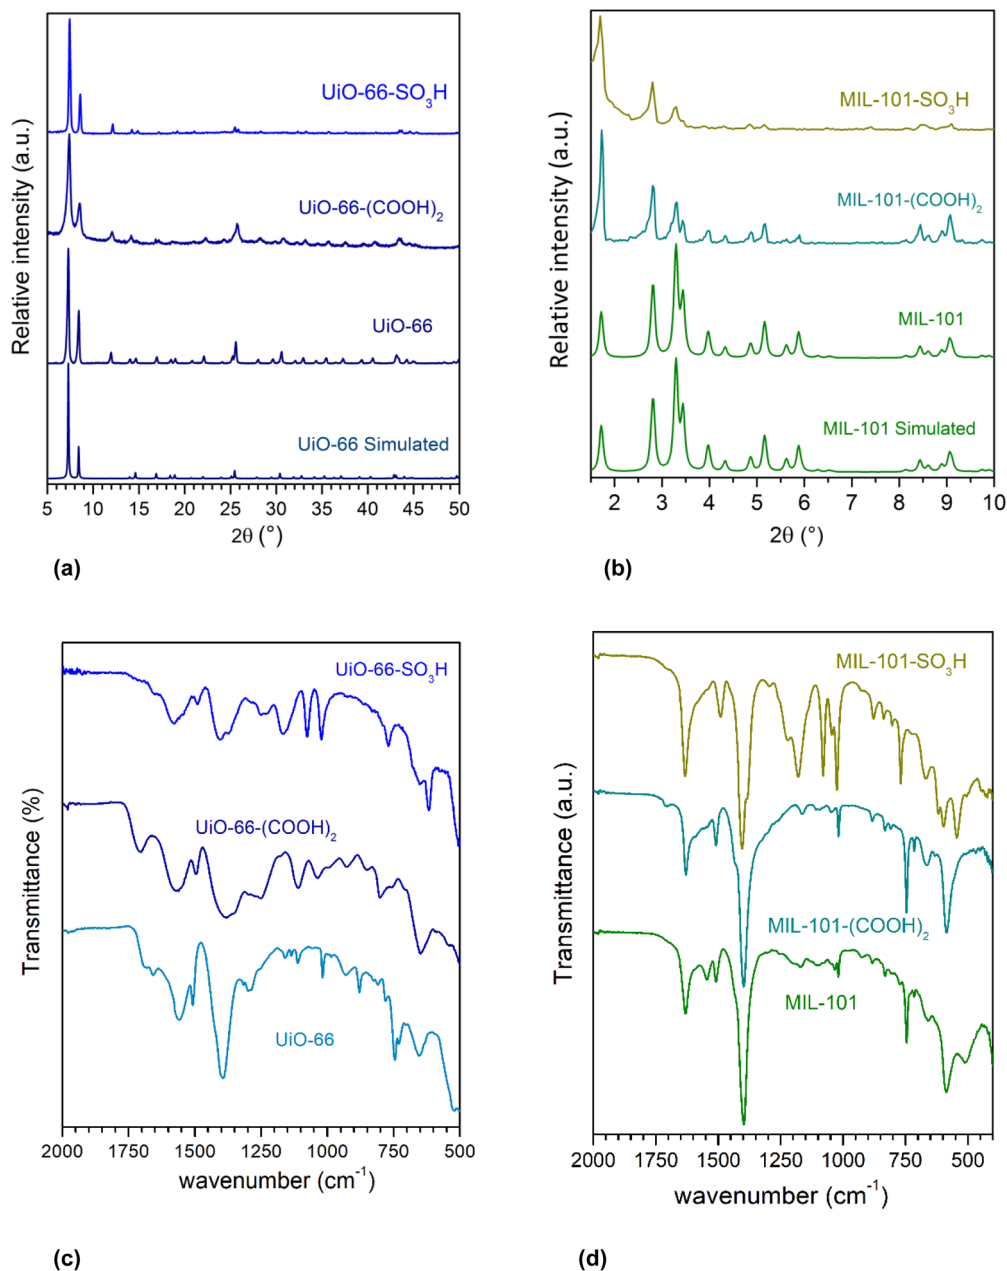 Relative intensity (a.u.)
UiO-66-SO₃H
UiO-66-(COOH)₂
UiO-66
UiO-66 Simulated
5 10 15 20 25 30 35 40 45 50
2θ (°)
(a)
Relative intensity (a.u.)
MIL-101-SO₃H
MIL-101-(COOH)₂
MIL-101
MIL-101 Simulated
2 3 4 5 6 7 8 9 10
2θ (°)
(b)
Transmittance (%)
UiO-66-SO₃H
UiO-66-(COOH)₂
UiO-66
2000 1750 1500 1250 1000 750 500
wavenumber (cm⁻¹)
(c)
Transmittance (a.u.)
MIL-101-SO₃H
MIL-101-(COOH)₂
MIL-101
2000 1750 1500 1250 1000 750 500
wavenumber (cm⁻¹)
(d)